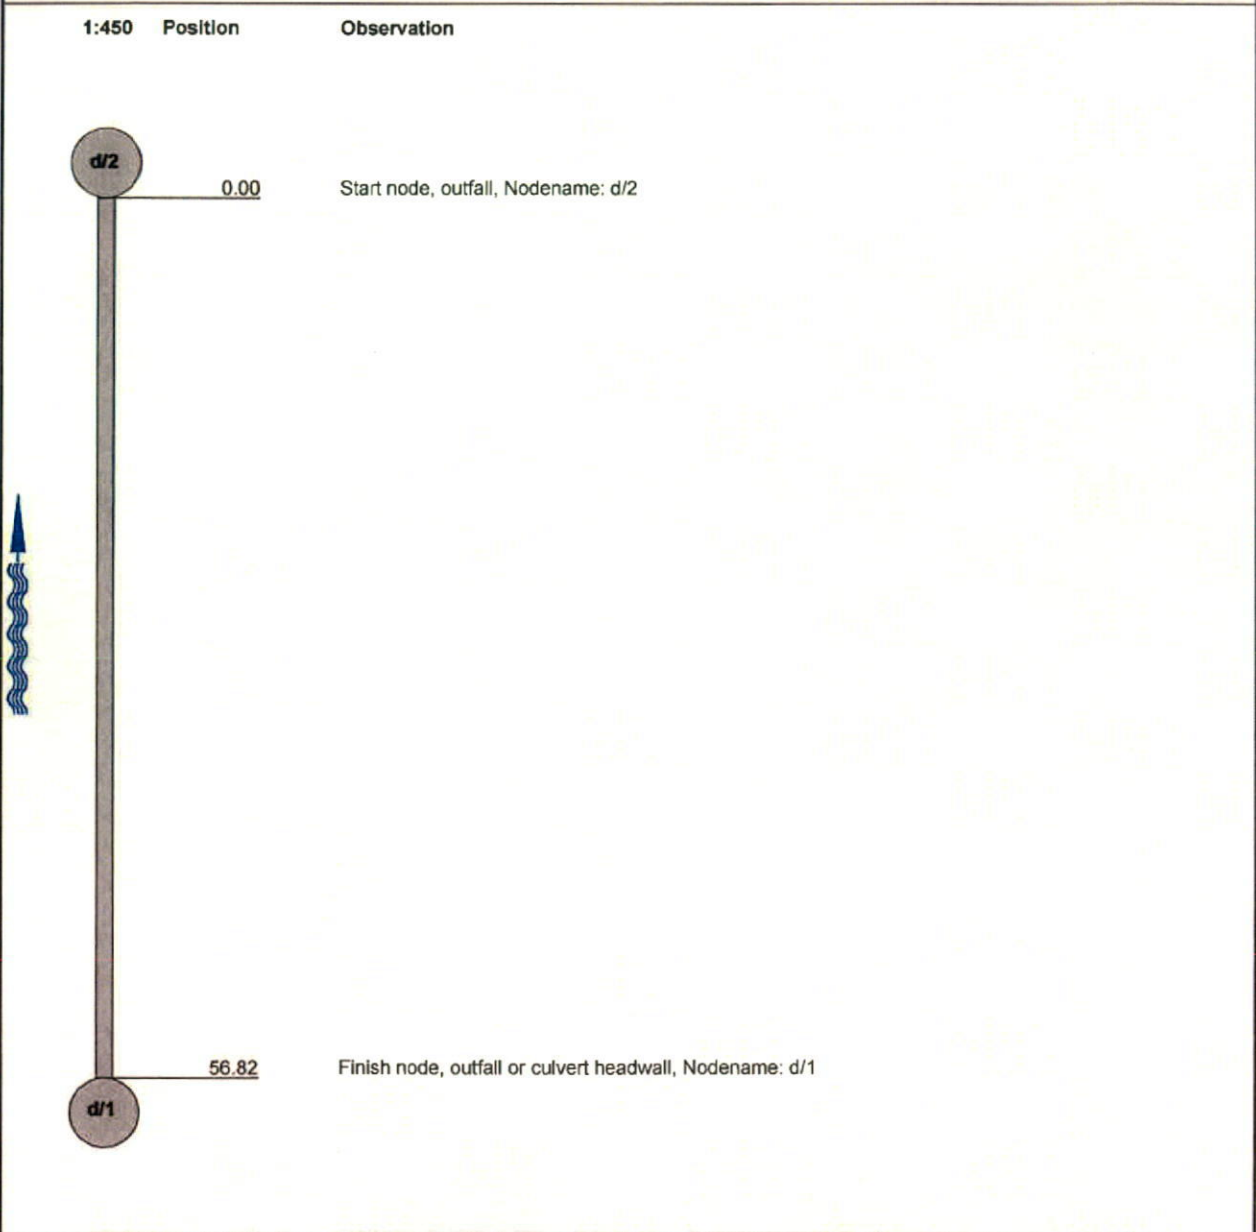 1:450 Position Observation
d/2
0.00 Start node, outfall, Nodename: d/2
56.82 Finish node, outfall or culvert headwall, Nodename: d/1
d/1